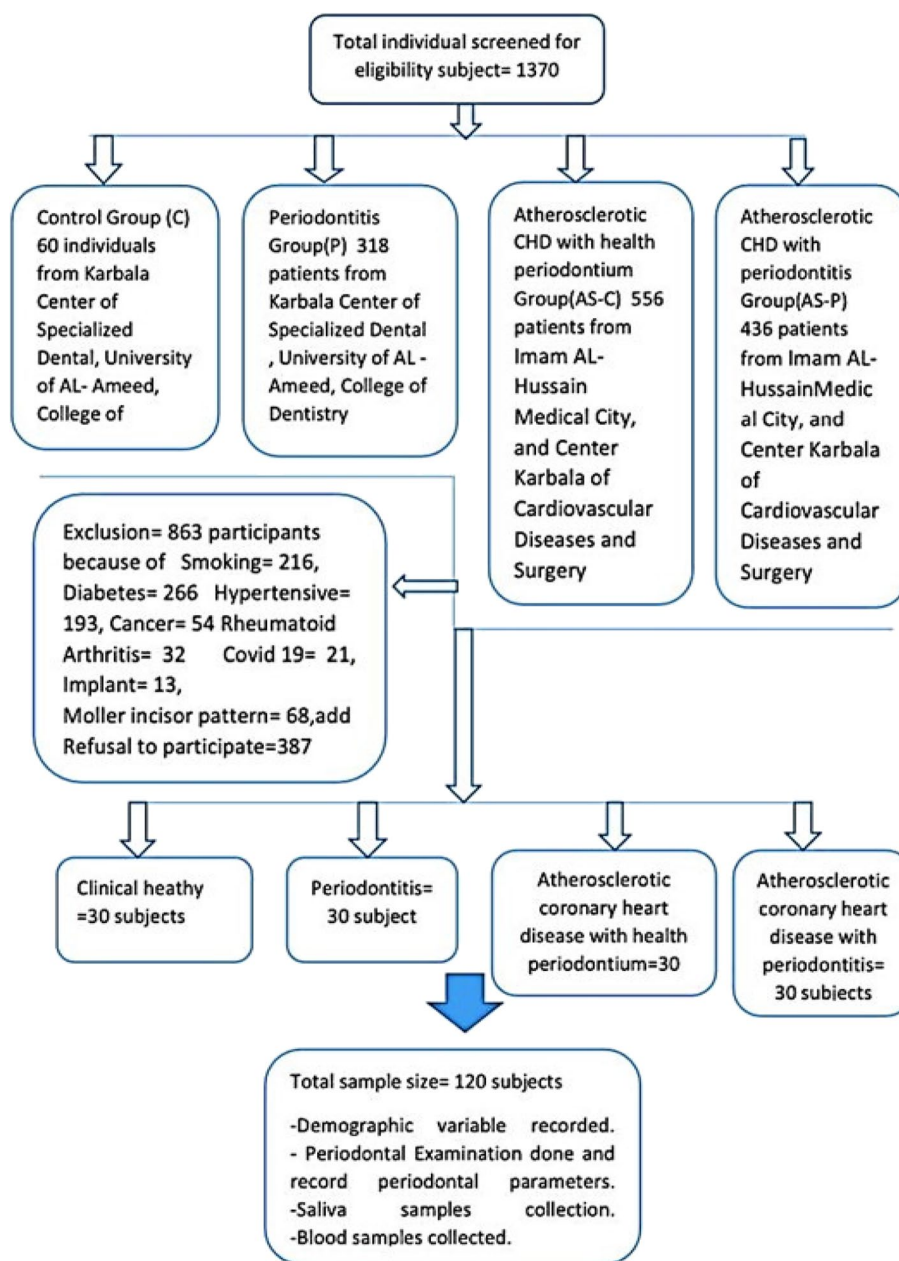 Total individual screened for
eligibility subject= 1370
Control Group (C)
60 individuals
from Karbala
Center of
Specialized
Dental, University
of AL- Ameed,
College of
Periodontitis
Group(P) 318
patients from
Karbala Center of
Specialized Dental
, University of AL -
Ameed, College of
Dentistry
Atherosclerotic
CHD with health
periodontium
Group(AS-C) 556
patients from
Imam AL-
Hussain
Medical City,
and Center
Karbala of
Cardiovascular
Diseases and
Surgery
Atherosclerotic
CHD with
periodontitis
Group(AS-P)
436 patients
from Imam AL-
HussainMedic
al City, and
Center Karbala
of
Cardiovascular
Diseases and
Surgery
Exclusion= 863 participants
because of Smoking= 216,
Diabetes= 266 Hypertensive=
193, Cancer= 54 Rheumatoid
Arthritis= 32 Covid 19= 21,
Implant= 13,
Moller incisor pattern= 68,add
Refusal to participate=387
Clinical heathy
=30 subjects
Periodontitis=
30 subject
Atherosclerotic
coronary heart
disease with health
periodontium=30
Atherosclerotic
coronary heart
disease with
periodontitis=
30 subjects
Total sample size= 120 subjects
-Demographic variable recorded.
- Periodontal Examination done and
record periodontal parameters.
-Saliva samples collection.
-Blood samples collected.